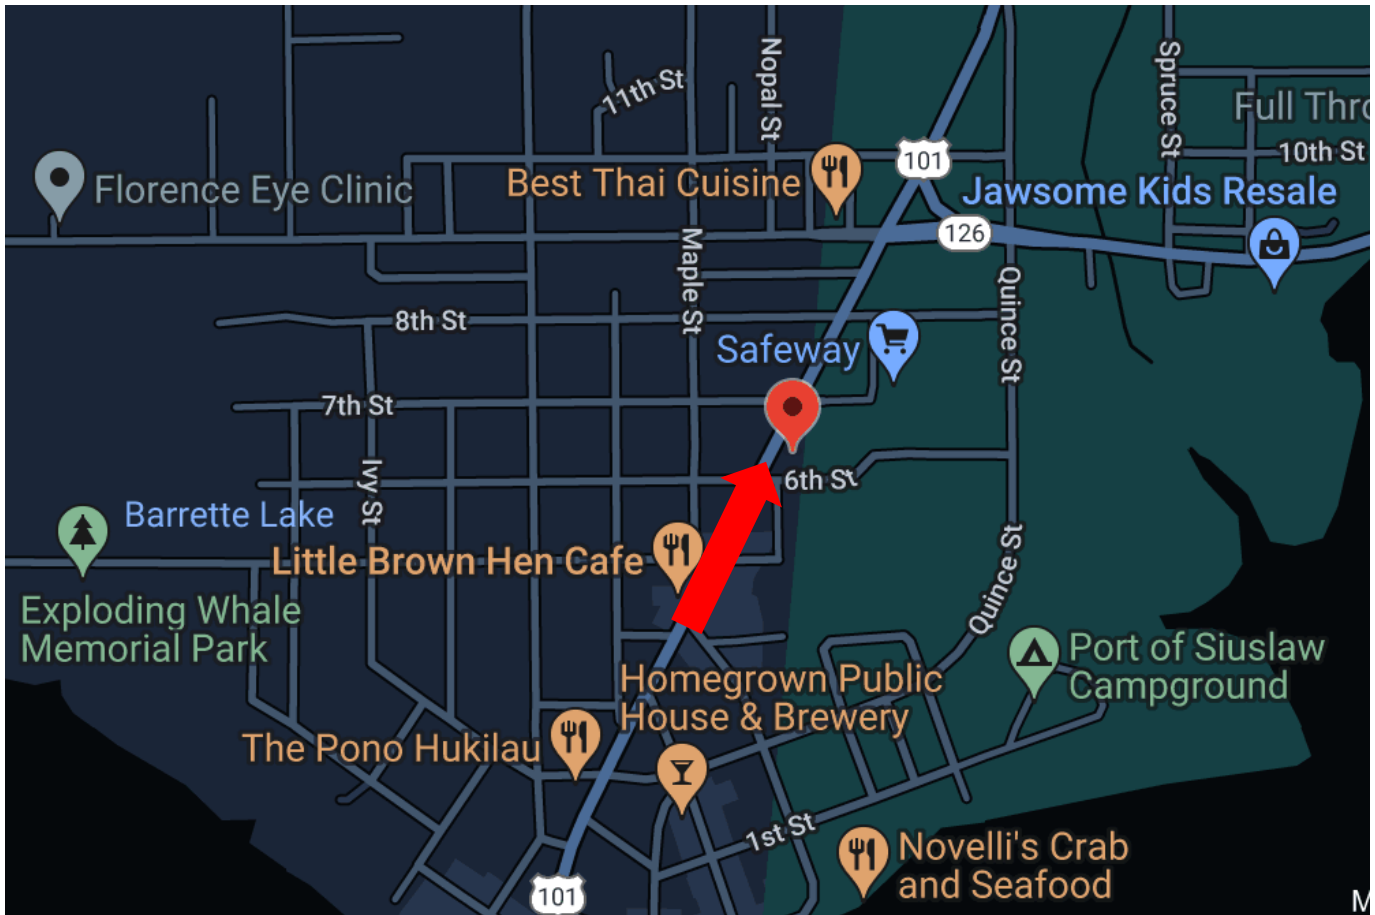 11th St
Nopal St
Spruce St
Full Thro
101
10th St
Florence Eye Clinic
Best Thai Cuisine
Jawsome Kids Resale
126
Maple St
Quince St
8th St
Safeway
7th St
Ivy St
6th St
Barrette Lake
Little Brown Hen Cafe
Quince St
Exploding Whale
Memorial Park
Port of Siuslaw
Campground
Homegrown Public
House & Brewery
The Pono Hukilau
1st St
Novelli's Crab
and Seafood
101
M